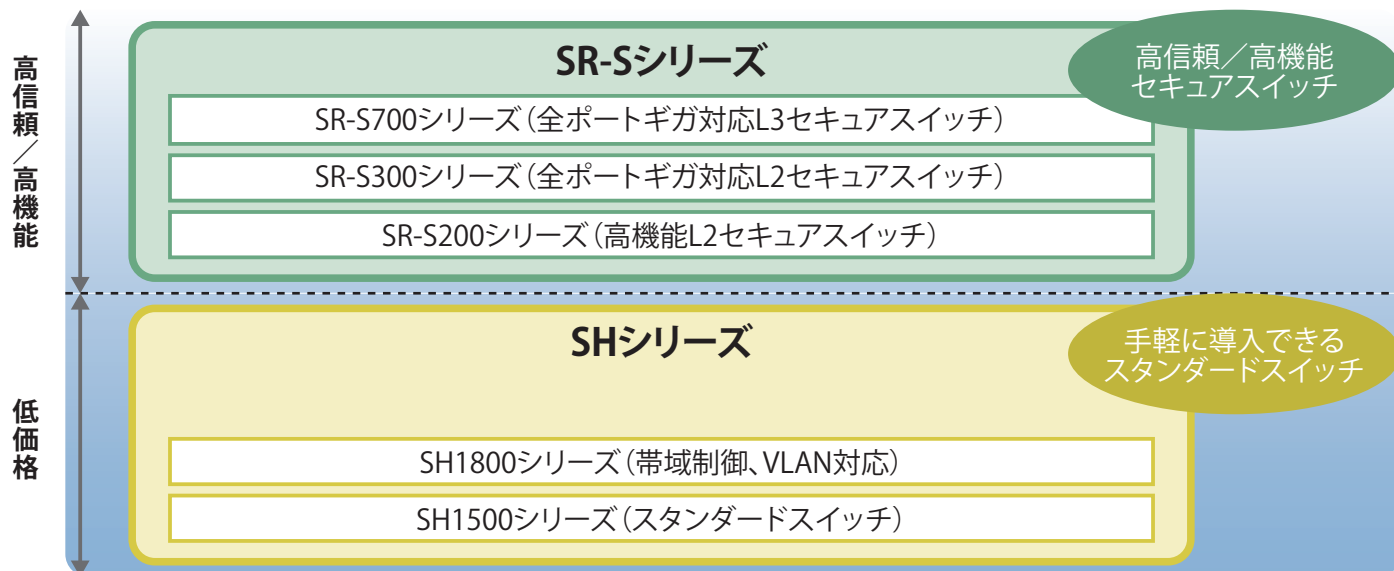 高信頼／高機能
SR-Sシリーズ
高信頼／高機能
セキュアスイッチ
SR-S700シリーズ（全ポートギガ対応L3セキュアスイッチ）
SR-S300シリーズ（全ポートギガ対応L2セキュアスイッチ）
SR-S200シリーズ（高機能L2セキュアスイッチ）
低価格
SHシリーズ
手軽に導入できる
スタンダードスイッチ
SH1800シリーズ（帯域制御、VLAN対応）
SH1500シリーズ（スタンダードスイッチ）